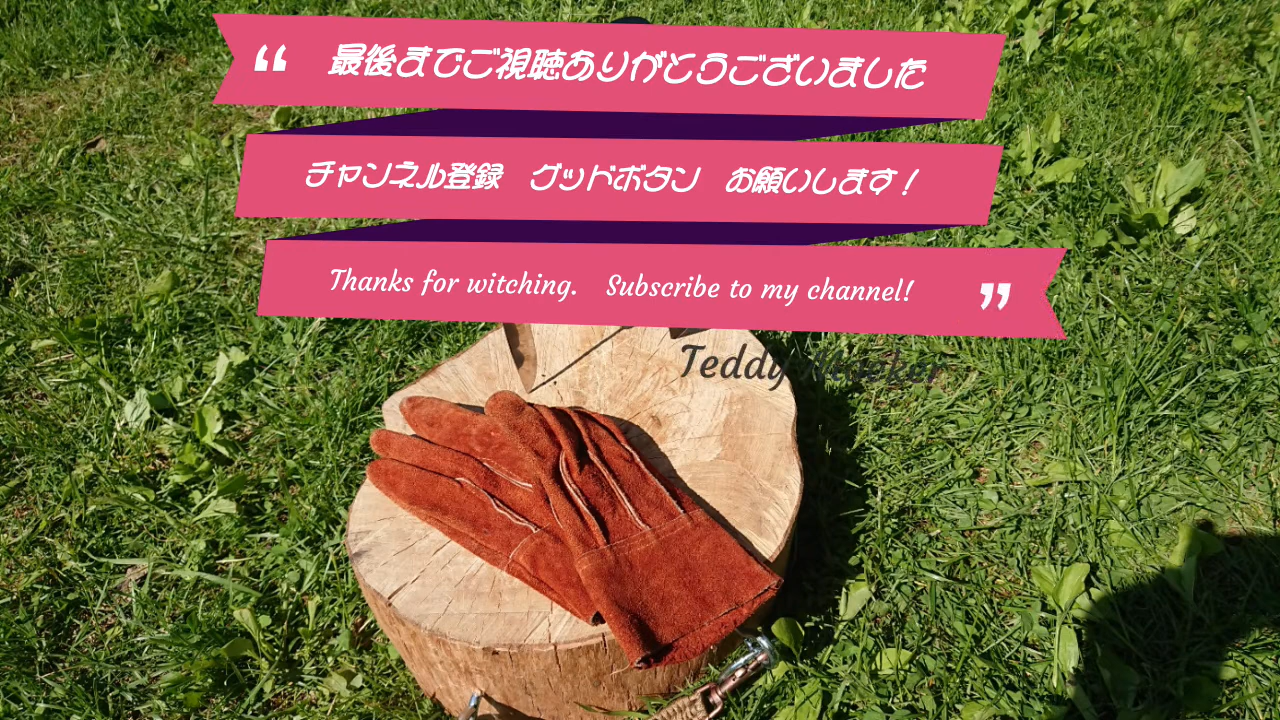 “ 最後までご視聴ありがとうございました
チャンネル登録　グッドボタン　お願いします！
Thanks for witching.　Subscribe to my channel! ”
Teddy